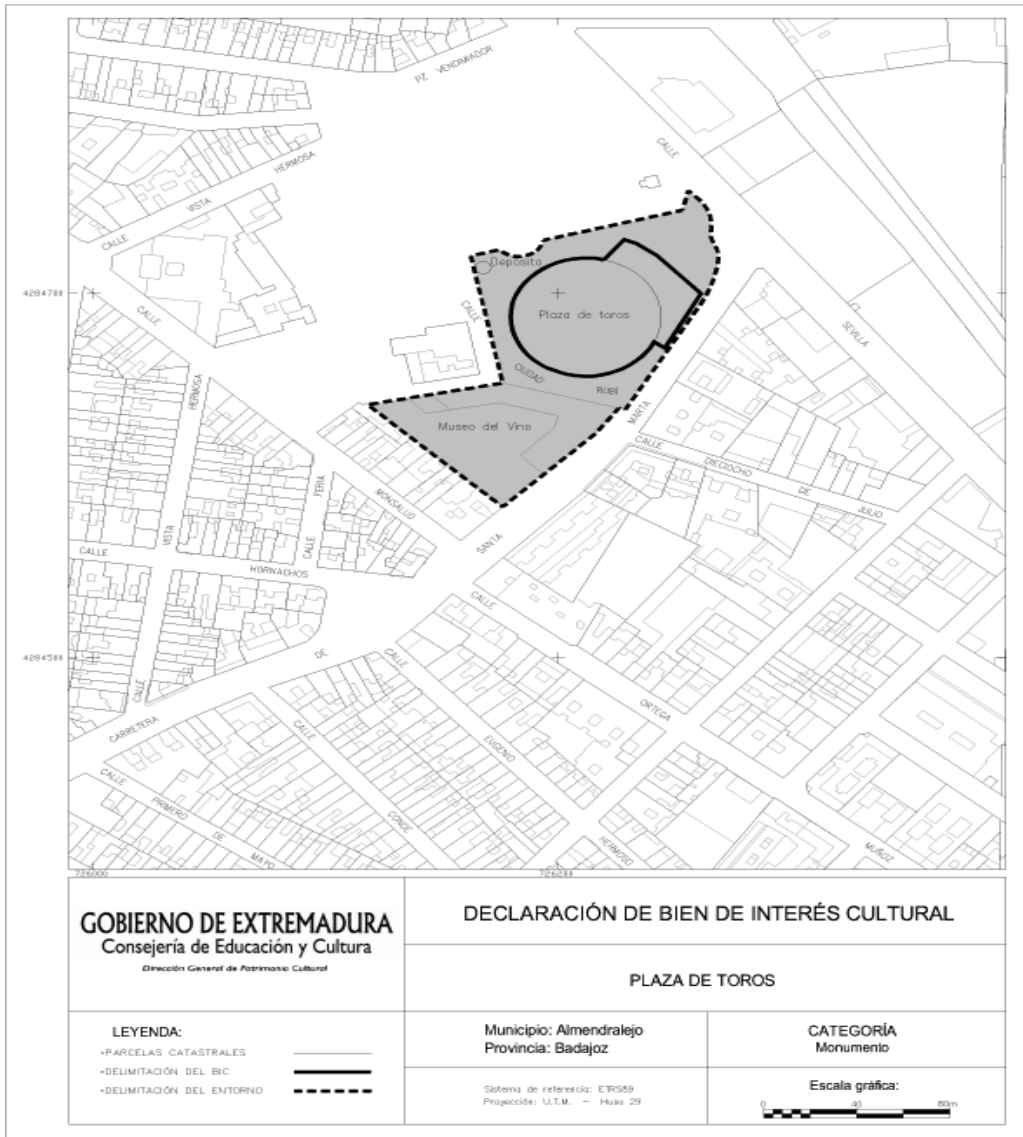 PZ VENDIMIADOR
CALLE
VISTA
HERMOSA
CALLE
Depósito
4284700
CALLE
CALLE
Plaza de toros
SEVILLA
CIUDAD
RUBI
HERMOSA
MARTA
Museo del Vino
CALLE
DIECIOCHO
DE
JULIO
FERIA
MONSALUD
VISTA
SANTA
CALLE
CALLE
HORNACHOS
CALLE
4284500
DE
CALLE
CALLE
ORTEGA
CARRETERA
CALLE
EUGENIO
CALLE
PRIMERO
DE
MAYO
CONDE
HERMOSO
MUÑOZ
726000
726200
GOBIERNO DE EXTREMADURA
Consejería de Educación y Cultura
Dirección General de Patrimonio Cultural
DECLARACIÓN DE BIEN DE INTERÉS CULTURAL
PLAZA DE TOROS
LEYENDA:
-PARCELAS CATASTRALES
-DELIMITACIÓN DEL BIC
-DELIMITACIÓN DEL ENTORNO
Municipio: Almendralejo
Provincia: Badajoz
CATEGORÍA
Monumento
Sistema de referencia: ETRS89
Proyección: U.T.M. - Huso 29
Escala gráfica:
0 40 80m